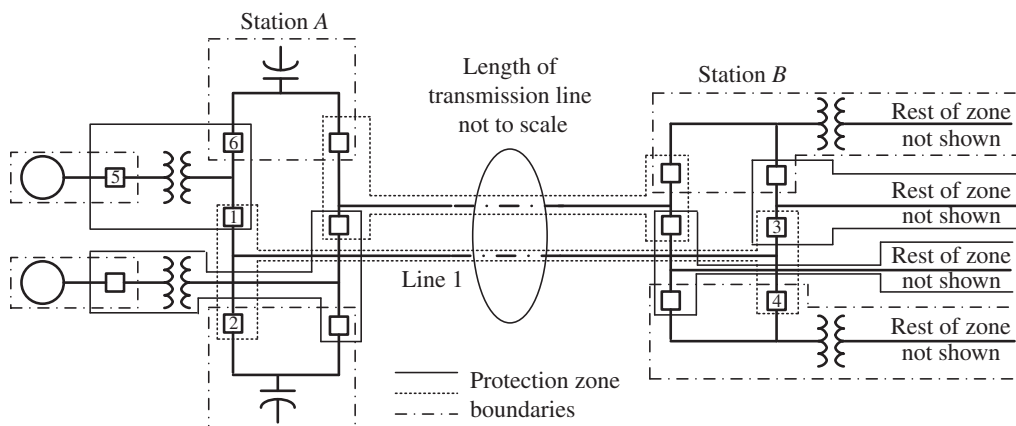 Station A
Length of
transmission line
not to scale
Station B
Rest of zone
not shown
6
5
1
Rest of zone
not shown
3
Rest of zone
not shown
Line 1
2
4
Rest of zone
not shown
Protection zone
boundaries